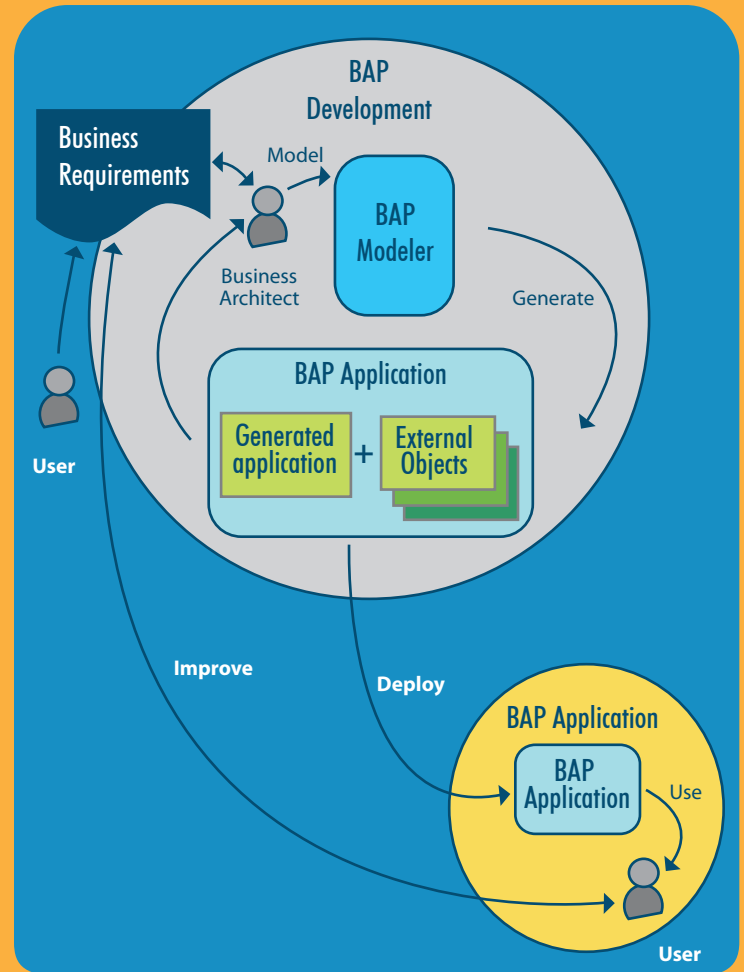 BAP
Development
Business
Requirements
Model
BAP
Modeler
Business
Architect
Generate
BAP Application
Generated
application
+
External
Objects
User
Improve
Deploy
BAP Application
BAP
Application
Use
User